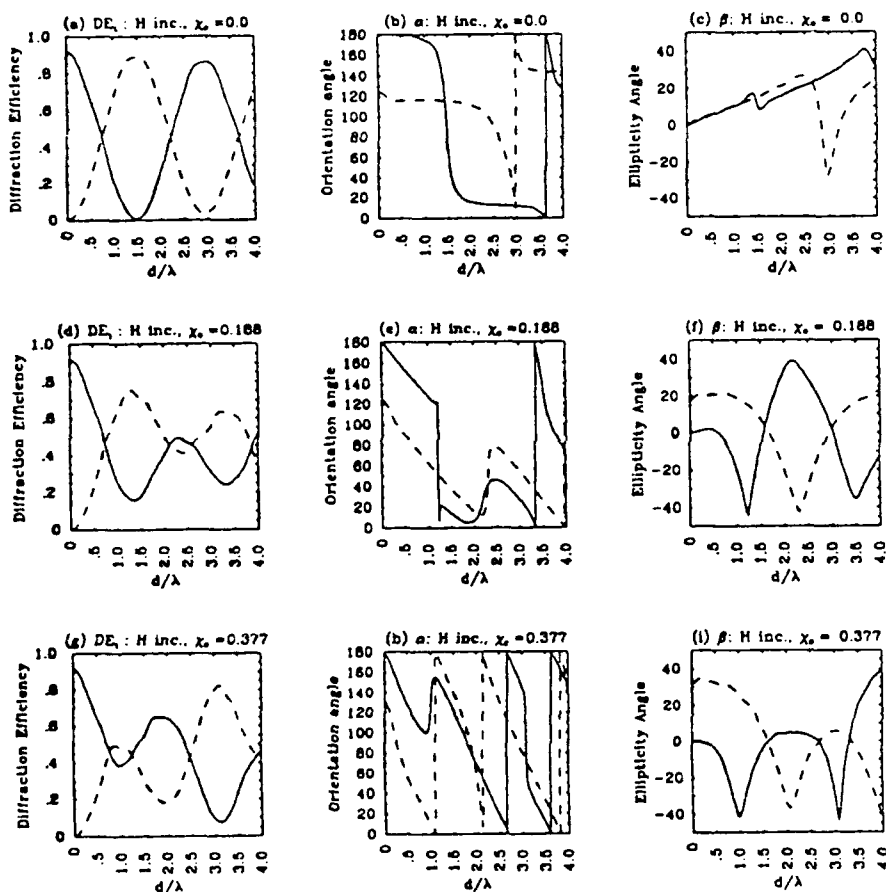 (a) DE₁ : H inc., χₒ =0.0
Diffraction Efficiency
1.0
.8
.6
.4
.2
0
0 .5 1.0 1.5 2.0 2.5 3.0 3.5 4.0
d/λ
(b) α: H inc., χₒ =0.0
Orientation angle
180
160
140
120
100
80
60
40
20
0
0 .5 1.0 1.5 2.0 2.5 3.0 3.5 4.0
d/λ
(c) β: H inc., χₒ = 0.0
Ellipticity Angle
40
20
0
-20
-40
0 .5 1.0 1.5 2.0 2.5 3.0 3.5 4.0
d/λ
(d) DE₁ : H inc., χₒ =0.188
Diffraction Efficiency
1.0
.8
.6
.4
.2
0
0 .5 1.0 1.5 2.0 2.5 3.0 3.5 4.0
d/λ
(e) α: H inc., χₒ =0.188
Orientation angle
180
160
140
120
100
80
60
40
20
0
0 .5 1.0 1.5 2.0 2.5 3.0 3.5 4.0
d/λ
(f) β: H inc., χₒ = 0.188
Ellipticity Angle
40
20
0
-20
-40
0 .5 1.0 1.5 2.0 2.5 3.0 3.5 4.0
d/λ
(g) DE₁ : H inc., χₒ =0.377
Diffraction Efficiency
1.0
.8
.6
.4
.2
0
0 .5 1.0 1.5 2.0 2.5 3.0 3.5 4.0
d/λ
(h) α: H inc., χₒ =0.377
Orientation angle
180
160
140
120
100
80
60
40
20
0
0 .5 1.0 1.5 2.0 2.5 3.0 3.5 4.0
d/λ
(i) β: H inc., χₒ = 0.377
Ellipticity Angle
40
20
0
-20
-40
0 .5 1.0 1.5 2.0 2.5 3.0 3.5 4.0
d/λ